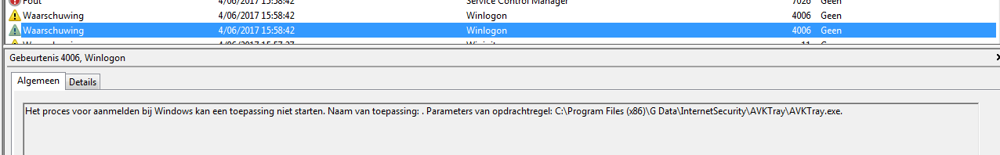 Fout 4/06/2017 15:58:42 Service Control Manager 7026 Geen
Waarschuwing 4/06/2017 15:58:42 Winlogon 4006 Geen
Waarschuwing 4/06/2017 15:58:42 Winlogon 4006 Geen
Gebeurtenis 4006, Winlogon
Algemeen Details
Het proces voor aanmelden bij Windows kan een toepassing niet starten. Naam van toepassing: . Parameters van opdrachtregel: C:\Program Files (x86)\G Data\InternetSecurity\AVKTray\AVKTray.exe.